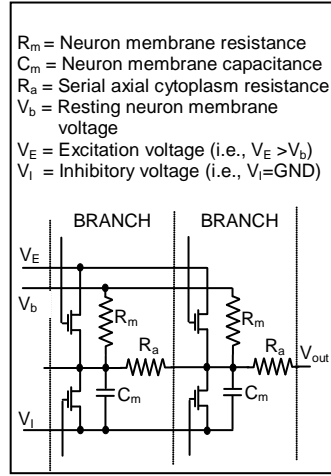 Rm = Neuron membrane resistance
Cm = Neuron membrane capacitance
Ra = Serial axial cytoplasm resistance
Vb = Resting neuron membrane
voltage
VE = Excitation voltage (i.e., VE >Vb)
VI = Inhibitory voltage (i.e., VI=GND)
BRANCH BRANCH
VE
Vb
Rm Rm
Ra Ra Vout
Cm Cm
VI